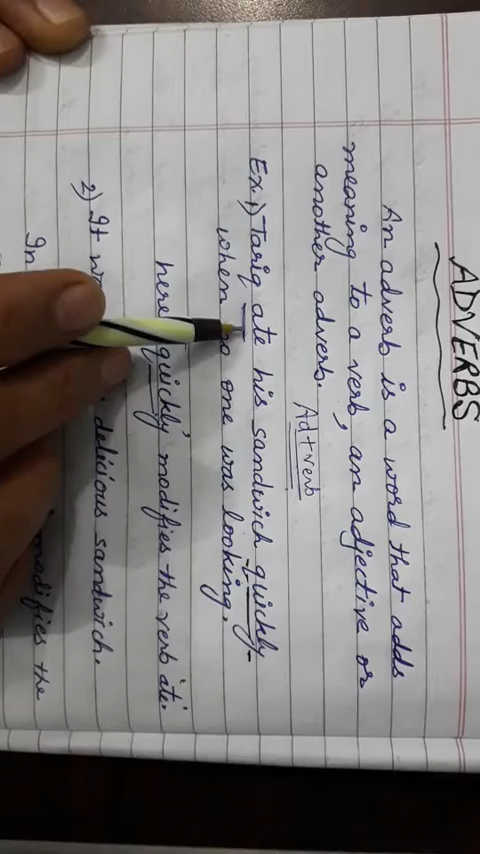 ADVERBS
An adverb is a word that adds
meaning to a verb, an adjective or
another adverb.
Ad+verb
Ex.1) Tariq ate his sandwich quickly
when one was looking.
here 'quickly' modifies the verb 'ate'.
2) It delicious sandwich.
In modifies the